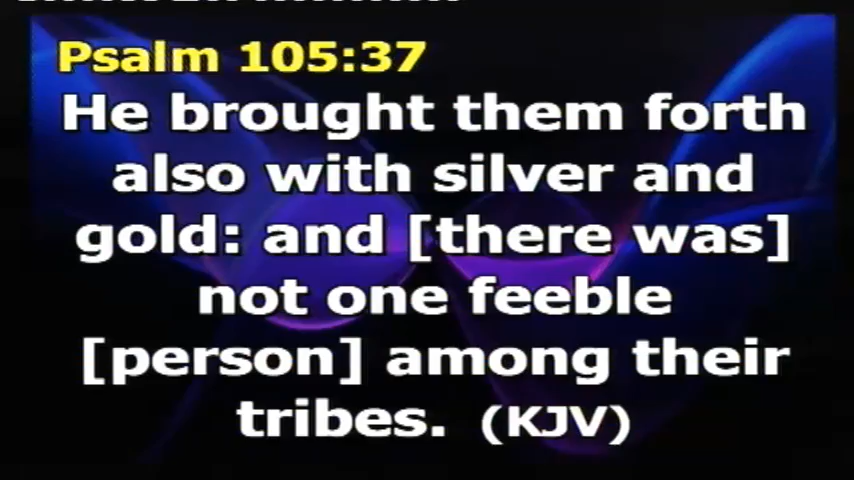 Psalm 105:37
He brought them forth
also with silver and
gold: and [there was]
not one feeble
[person] among their
tribes. (KJV)